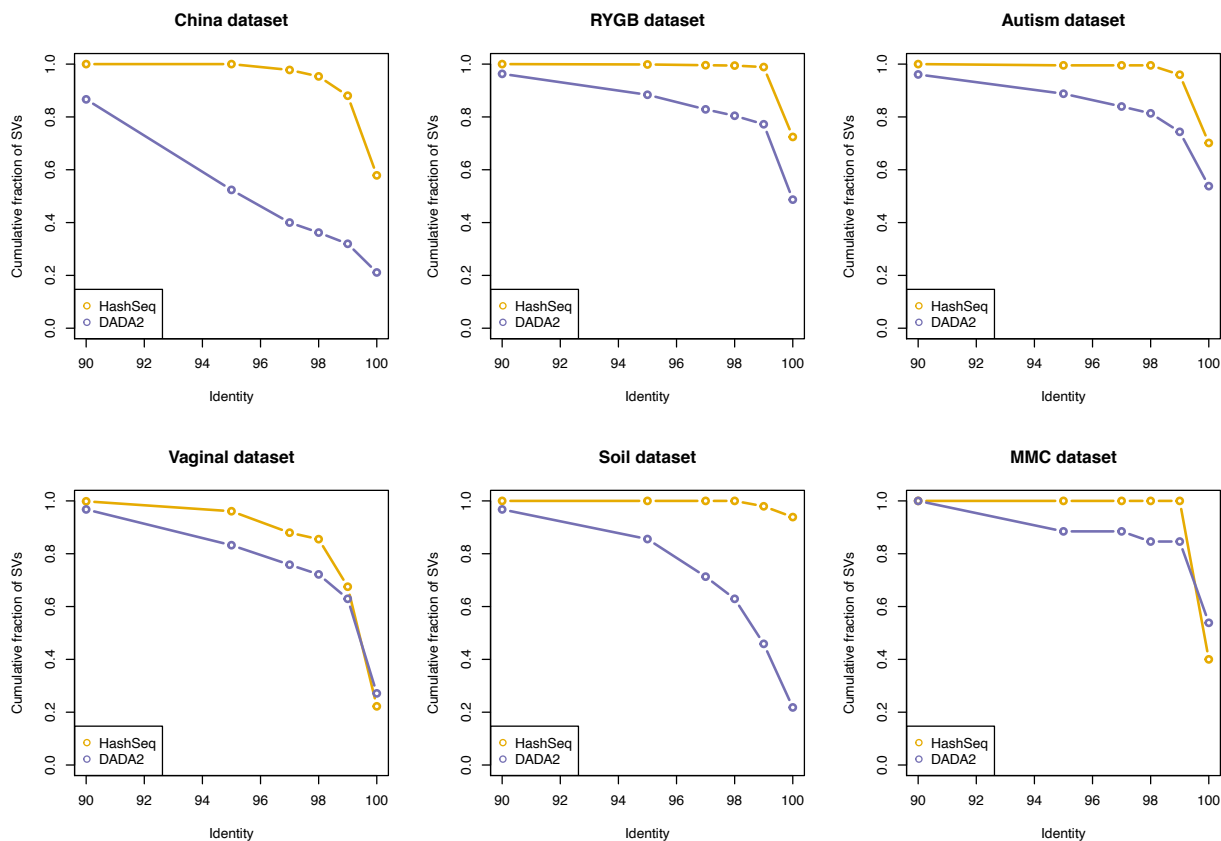 China dataset
Cumulative fraction of SVs
1.0
0.8
0.6
0.4
0.2
0.0
HashSeq
DADA2
90 92 94 96 98 100
Identity
RYGB dataset
Cumulative fraction of SVs
1.0
0.8
0.6
0.4
0.2
0.0
HashSeq
DADA2
90 92 94 96 98 100
Identity
Autism dataset
Cumulative fraction of SVs
1.0
0.8
0.6
0.4
0.2
0.0
HashSeq
DADA2
90 92 94 96 98 100
Identity
Vaginal dataset
Cumulative fraction of SVs
1.0
0.8
0.6
0.4
0.2
0.0
HashSeq
DADA2
90 92 94 96 98 100
Identity
Soil dataset
Cumulative fraction of SVs
1.0
0.8
0.6
0.4
0.2
0.0
HashSeq
DADA2
90 92 94 96 98 100
Identity
MMC dataset
Cumulative fraction of SVs
1.0
0.8
0.6
0.4
0.2
0.0
HashSeq
DADA2
90 92 94 96 98 100
Identity